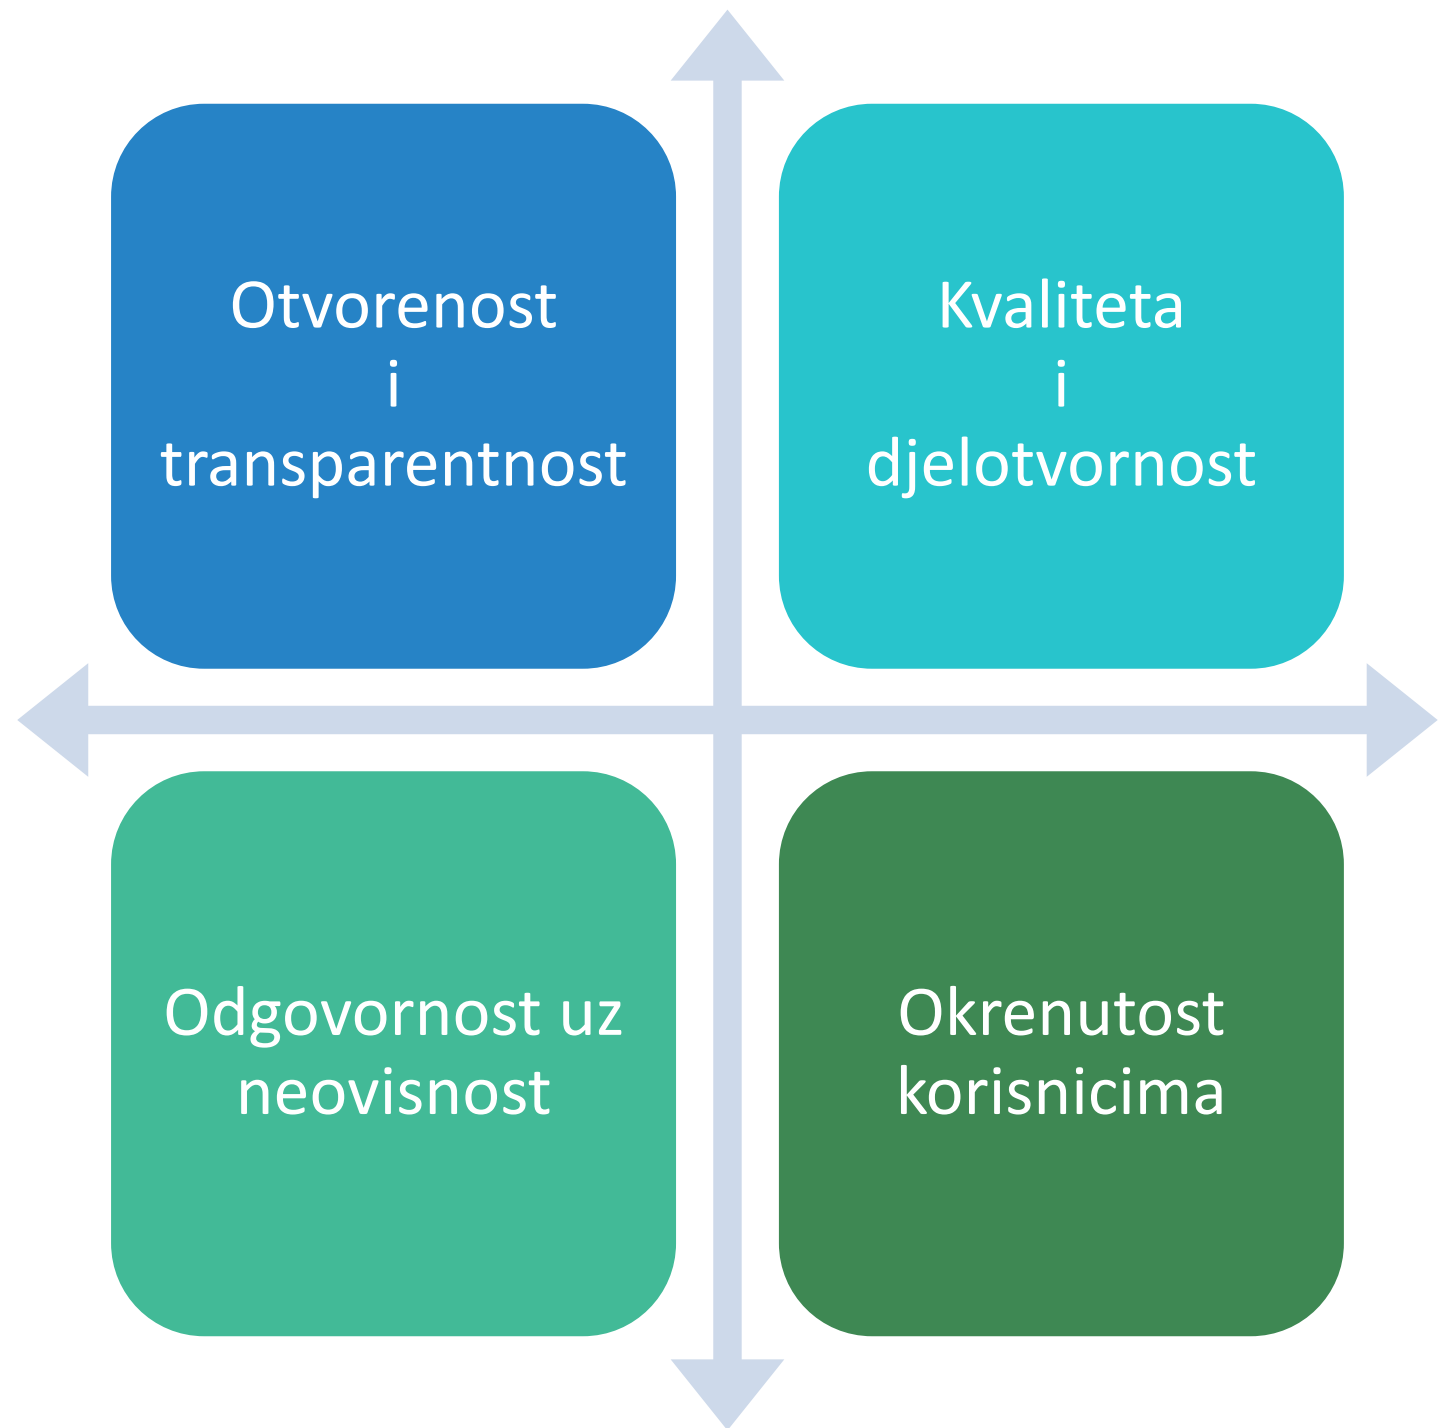 Otvorenost
i
transparentnost
Kvaliteta
i
djelotvornost
Odgovornost uz
neovisnost
Okrenutost
korisnicima